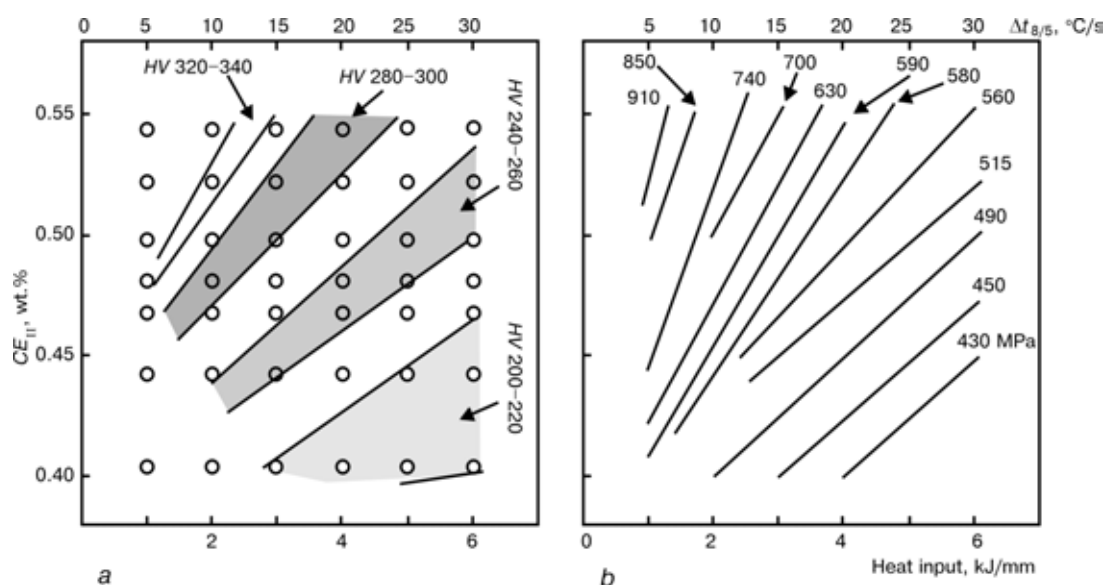 0 5 10 15 20 25 30
HV 320–340
HV 280–300
HV 240–260
HV 200–220
CE_II, wt.%
0.55
0.50
0.45
0.40
2 4 6
a
0 5 10 15 20 25 30 Δt_8/5, °C/s
850
910
740
700
630
590
580
560
515
490
450
430 MPa
0 2 4 6
Heat input, kJ/mm
b